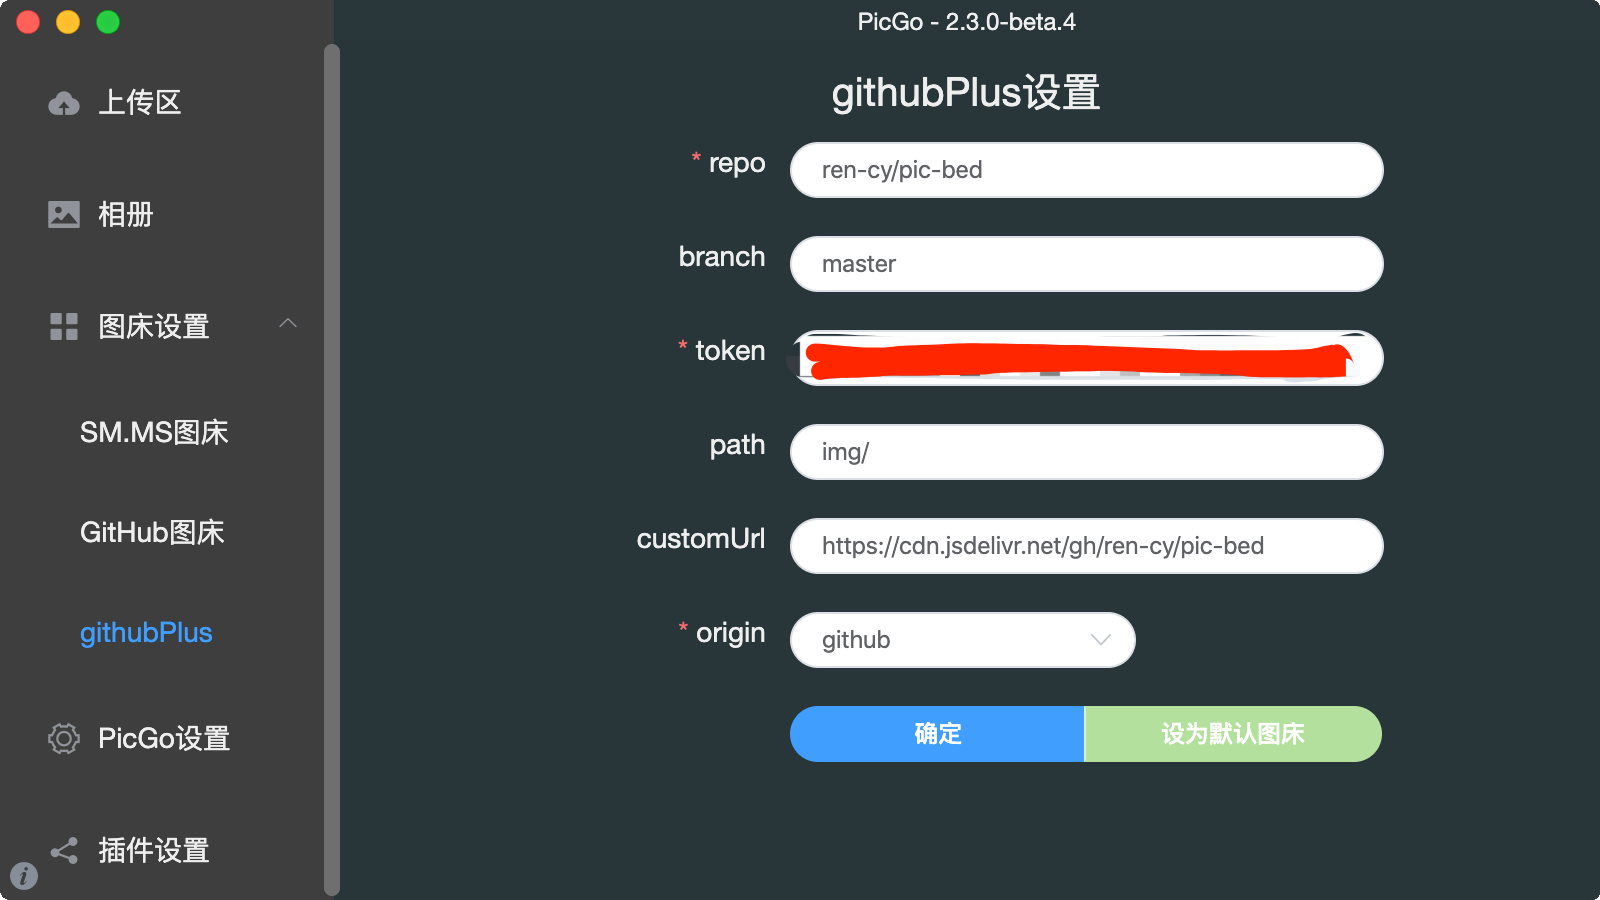 PicGo - 2.3.0-beta.4
上传区
相册
图床设置
SM.MS图床
GitHub图床
githubPlus
PicGo设置
插件设置
githubPlus设置
* repo
ren-cy/pic-bed
branch
master
* token
path
img/
customUrl
https://cdn.jsdelivr.net/gh/ren-cy/pic-bed
* origin
github
确定
设为默认图床